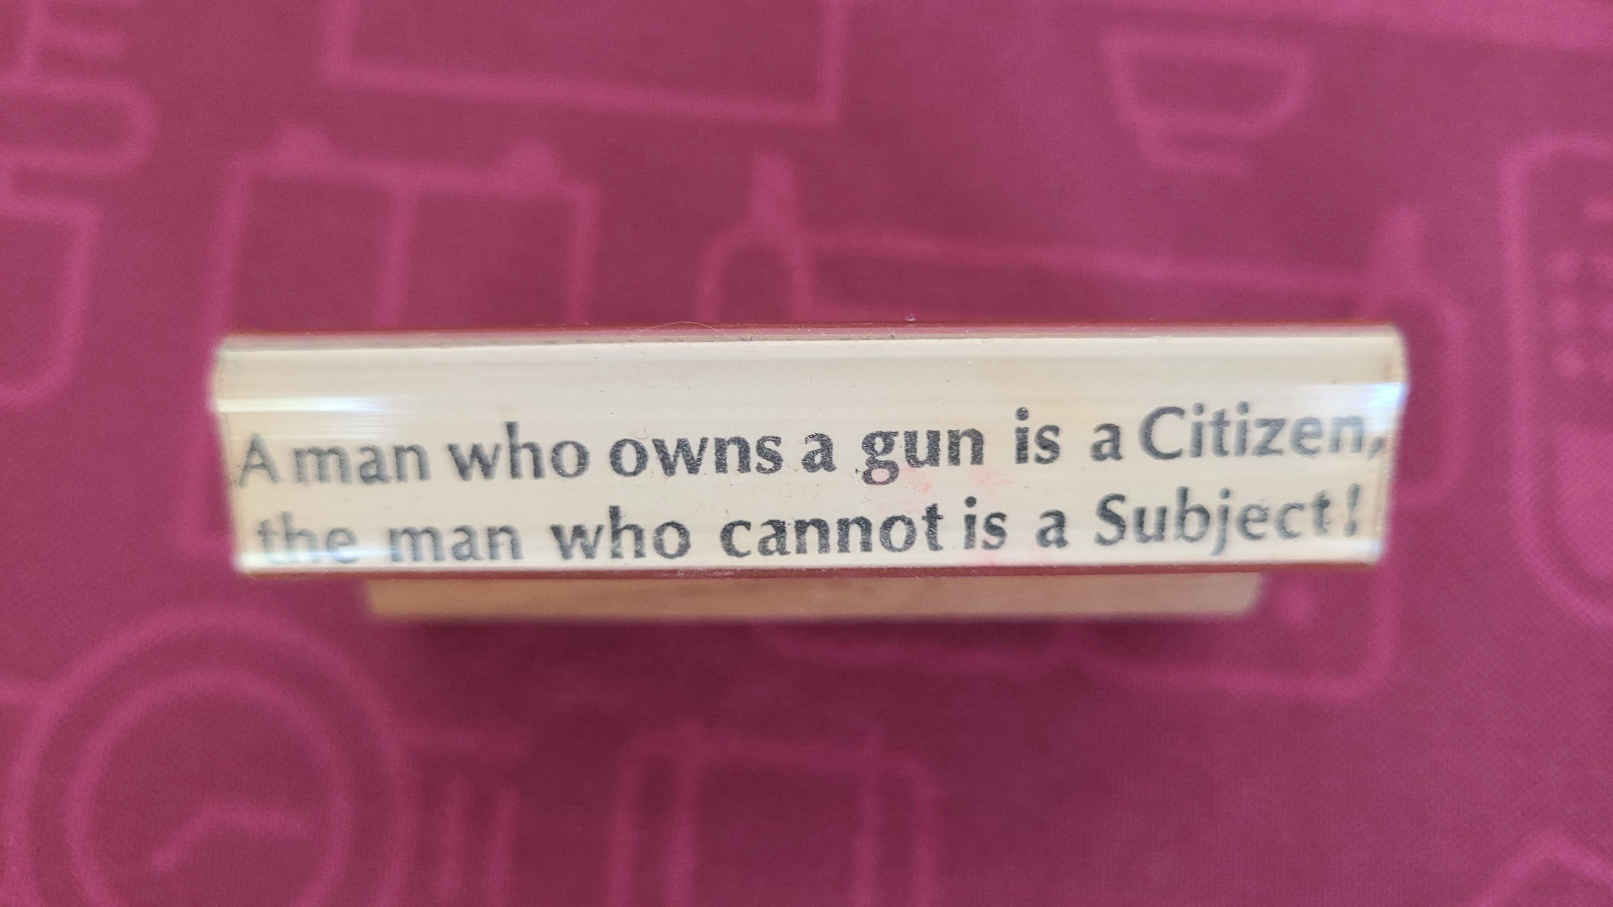 A man who owns a gun is a Citizen,
the man who cannot is a Subject!